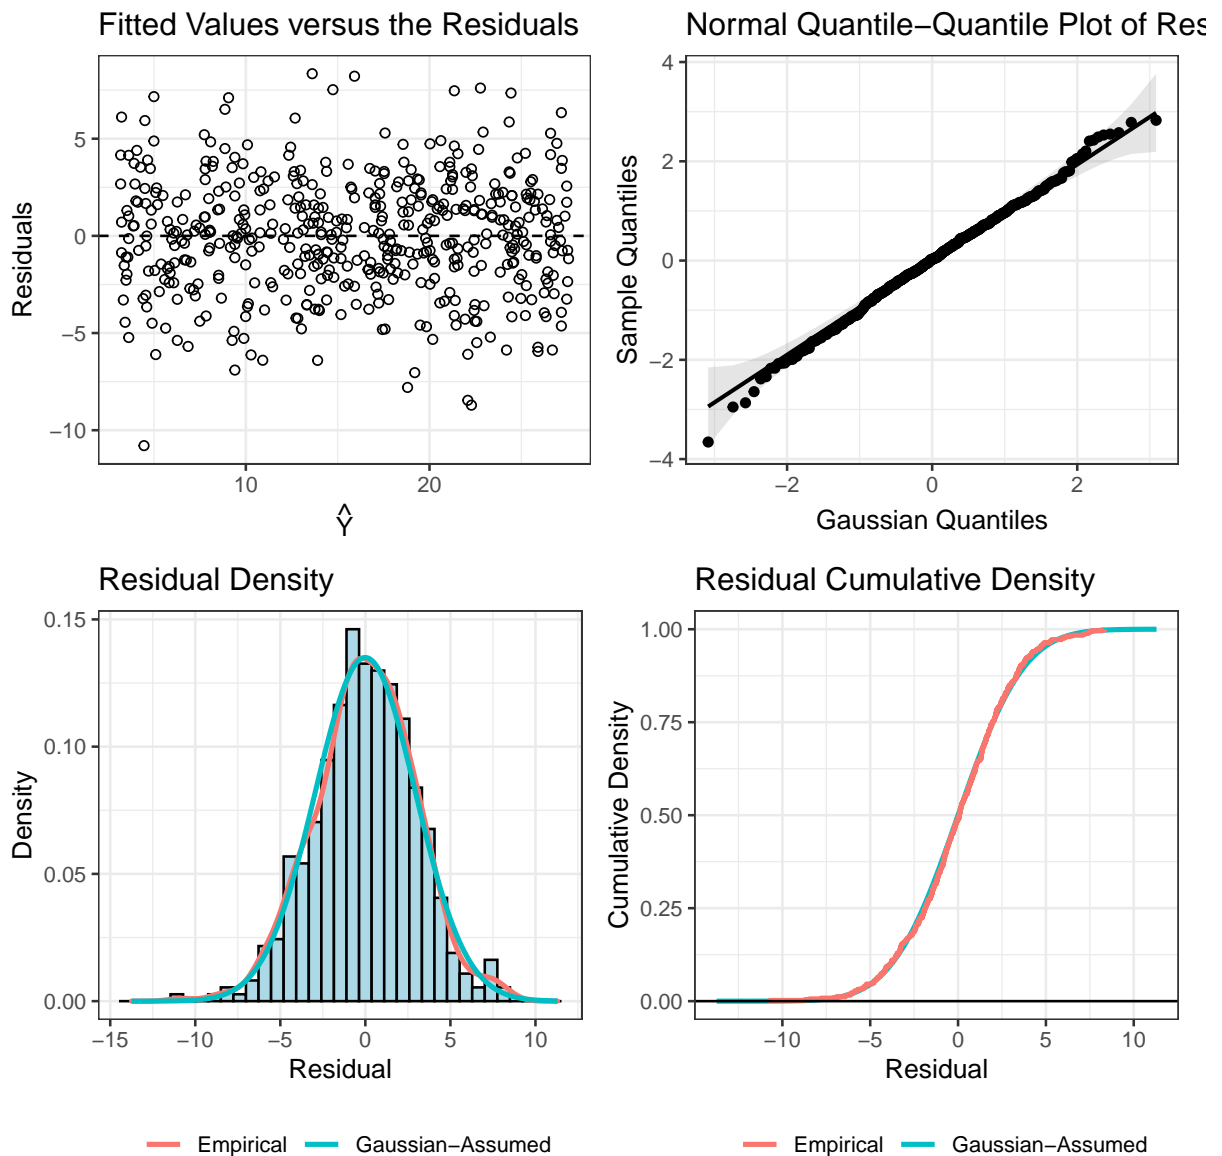 Fitted Values versus the Residuals
Residuals
5
0
−5
−10
10
20
Ŷ
Normal Quantile−Quantile Plot of Res
Sample Quantiles
4
2
0
−2
−4
−2
0
2
Gaussian Quantiles
Residual Density
Density
0.15
0.10
0.05
0.00
−15
−10
−5
0
5
10
Residual
Empirical
Gaussian−Assumed
Residual Cumulative Density
Cumulative Density
1.00
0.75
0.50
0.25
0.00
−10
−5
0
5
10
Residual
Empirical
Gaussian−Assumed